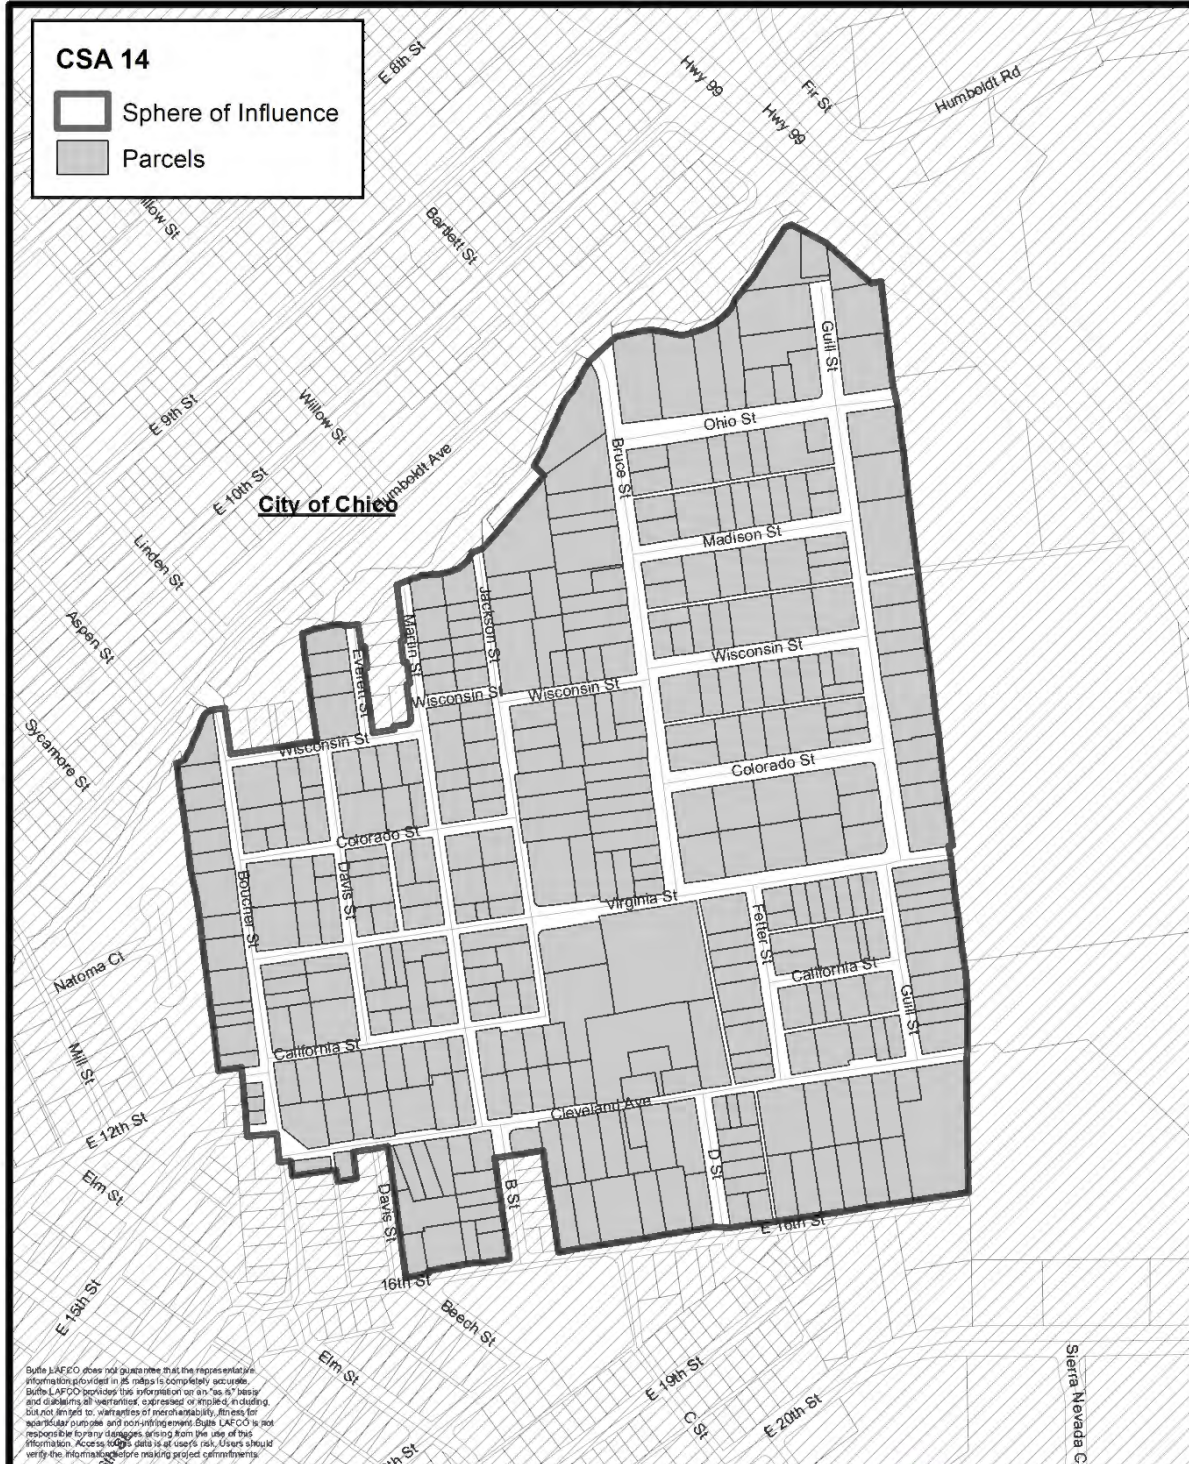 CSA 14
Sphere of Influence
Parcels
E 8th St
Hwy 99
Hwy 99
Fir St
Humboldt Rd
Bartlett St
Guill St
E 9th St
Willow St
Ohio St
Humboldt Ave
E 10th St
Bruce St
City of Chico
Madison St
Linden St
Jackson St
Aspen St
Martin St
Everett St
Wisconsin St
Wisconsin St
Wisconsin St
Wisconsin St
Sycamore St
Colorado St
Colorado St
Davis St
Boucher St
Virginia St
Fetter St
Natoma Ct
California St
Guill St
Mill St
California St
Cleveland Ave
E 12th St
D St
Elm St
Davis St
B St
E 16th St
16th St
E 15th St
Beech St
Elm St
E 19th St
C St
E 20th St
Sierra Nevada C
Butte LAFCO does not guarantee that the representative
information provided in its maps is completely accurate.
Butte LAFCO provides this information on an "as is" basis
and disclaims all warranties, expressed or implied, including,
but not limited to, warranties of merchantability, fitness for
aparticular purpose and non-infringement. Butte LAFCO is not
responsible for any damages arising from the use of this
information. Access to this data is at user's risk. Users should
verify the information before making project commitments.